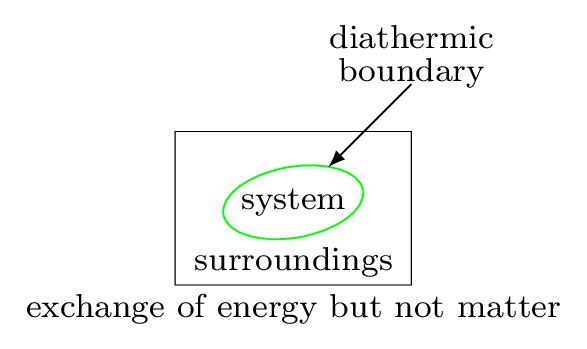 diathermic
boundary
system
surroundings
exchange of energy but not matter